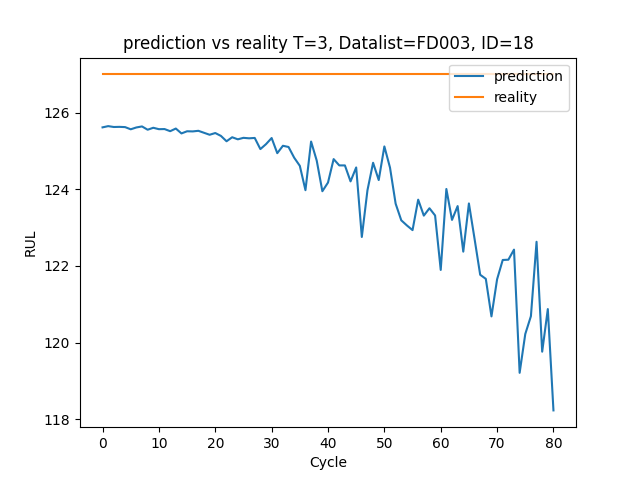 prediction vs reality T=3, Datalist=FD003, ID=18
prediction
reality
RUL
126
124
122
120
118
0 10 20 30 40 50 60 70 80
Cycle